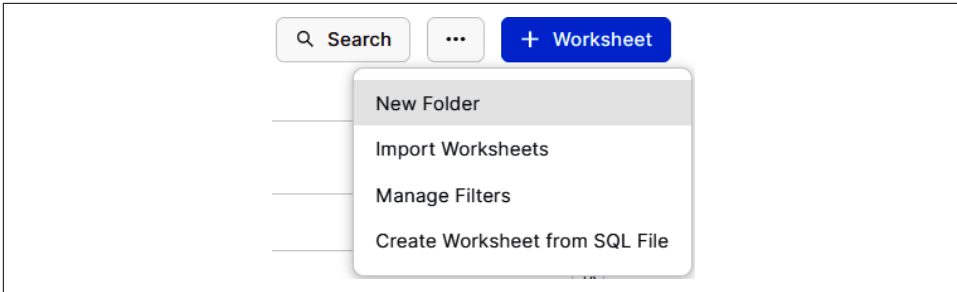 Search ... + Worksheet
New Folder
Import Worksheets
Manage Filters
Create Worksheet from SQL File